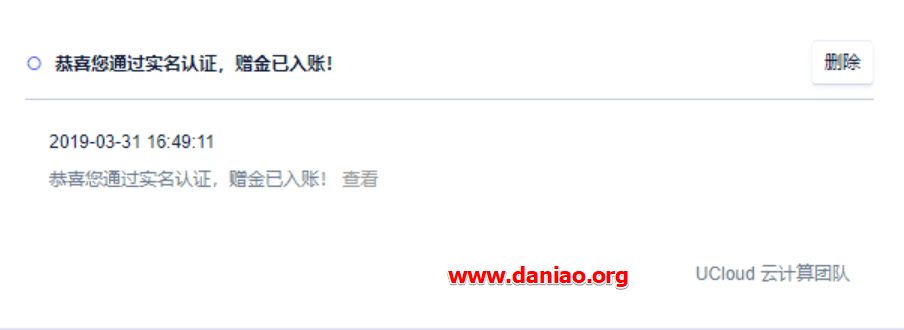 恭喜您通过实名认证，赠金已入账！
删除
2019-03-31 16:49:11
恭喜您通过实名认证，赠金已入账！ 查看
www.daniao.org
UCloud 云计算团队